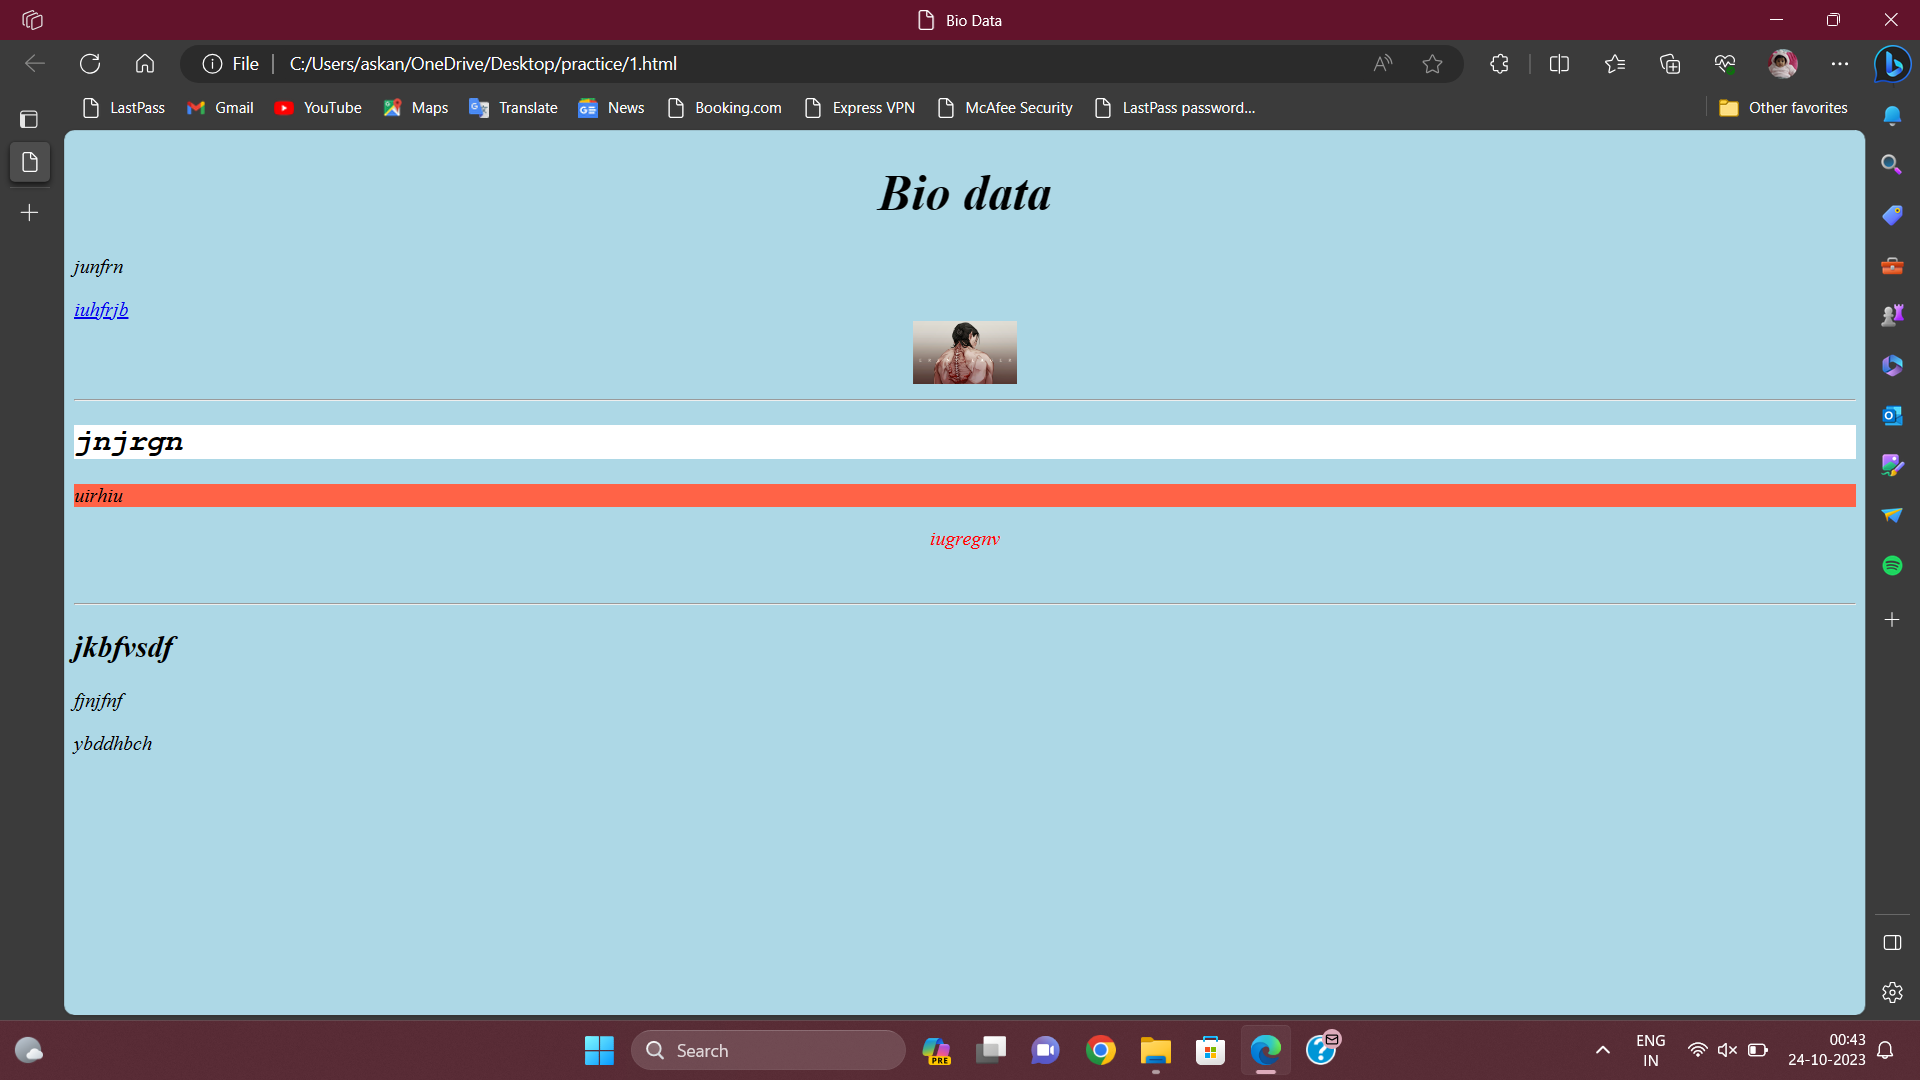 Bio Data
File C:/Users/askan/OneDrive/Desktop/practice/1.html
LastPass Gmail YouTube Maps Translate News Booking.com Express VPN McAfee Security LastPass password... Other favorites
Bio data
junfrn
iuhfrjb
jnjrgn
uirhiu
iugregnv
jkbfvsdf
fjnjfnf
ybddhbch
Search
PRE
ENG
IN
00:43
24-10-2023